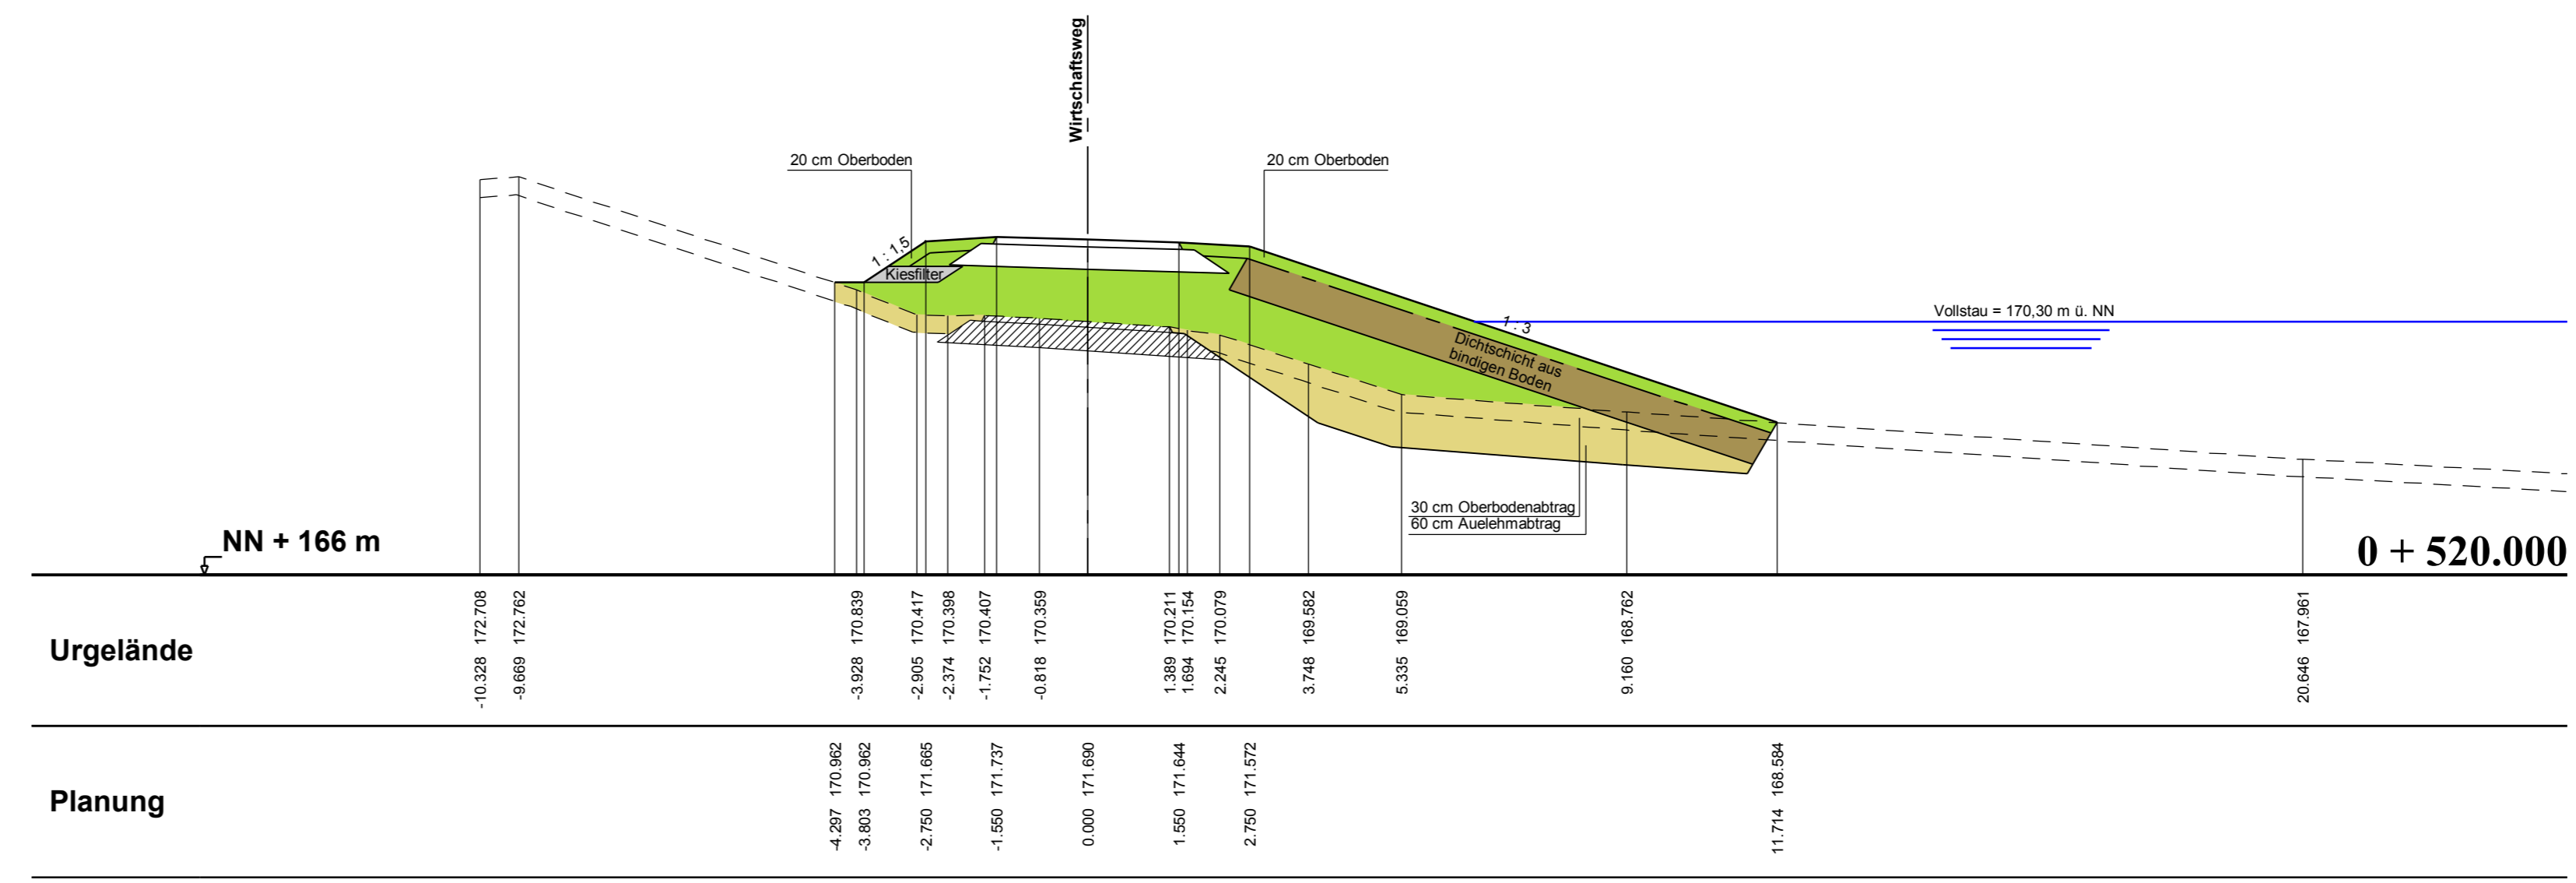 Wirtschaftsweg
20 cm Oberboden
20 cm Oberboden
1 : 1,5
Kiesfilter
Vollstau = 170,30 m ü. NN
1 : 3
Dichtschicht aus
bindigen Boden
30 cm Oberbodenabtrag
60 cm Auelehmabtrag
NN + 166 m
0 + 520.000
Urgelände
-10.328 172.708
-9.669 172.762
-3.928 170.839
-2.905 170.417
-2.374 170.398
-1.752 170.407
-0.818 170.359
1.389 170.211
1.694 170.154
2.245 170.079
3.748 169.582
5.335 169.059
9.160 168.762
20.646 167.961
Planung
-4.297 170.962
-3.803 170.962
-2.750 171.665
-1.550 171.737
0.000 171.690
1.550 171.644
2.750 171.572
11.714 168.584